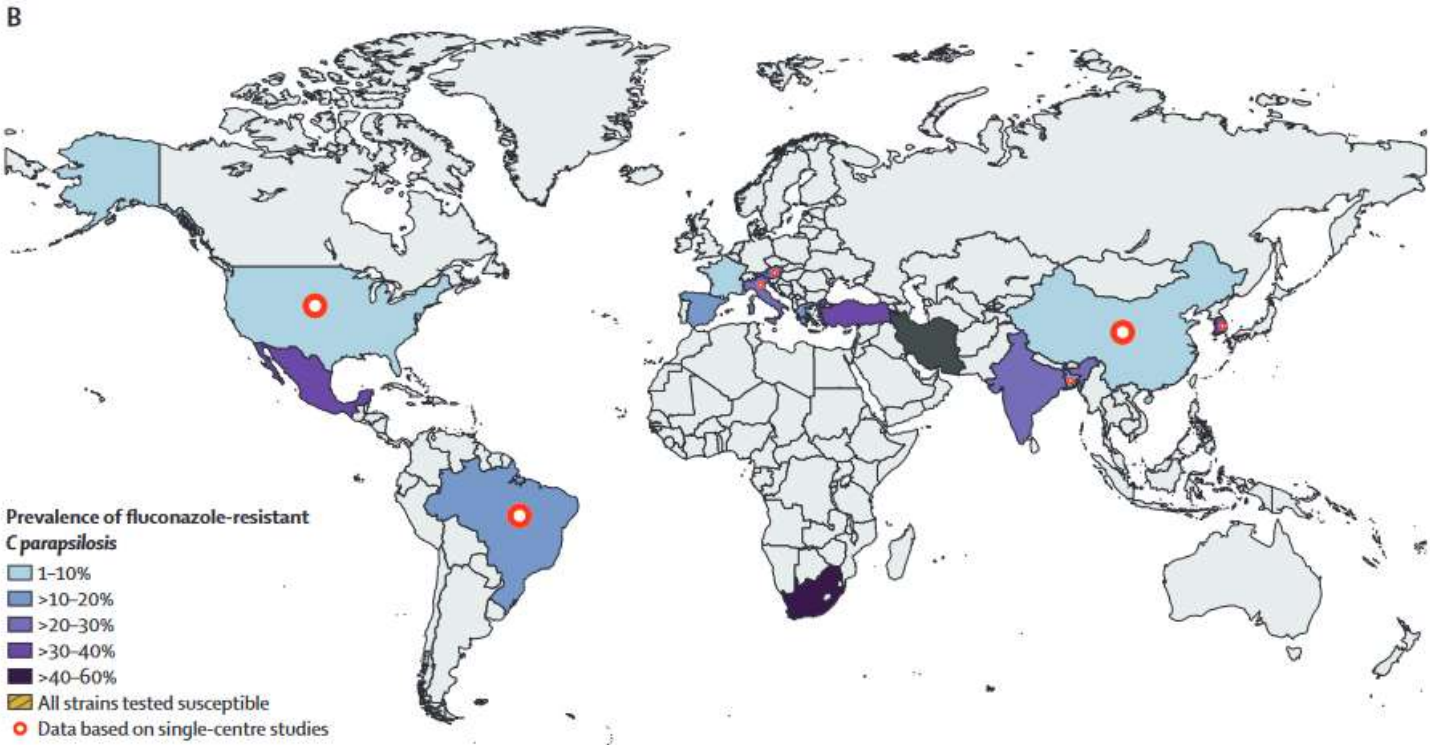 B
Prevalence of fluconazole-resistant
C parapsilosis
1–10%
>10–20%
>20–30%
>30–40%
>40–60%
All strains tested susceptible
Data based on single-centre studies